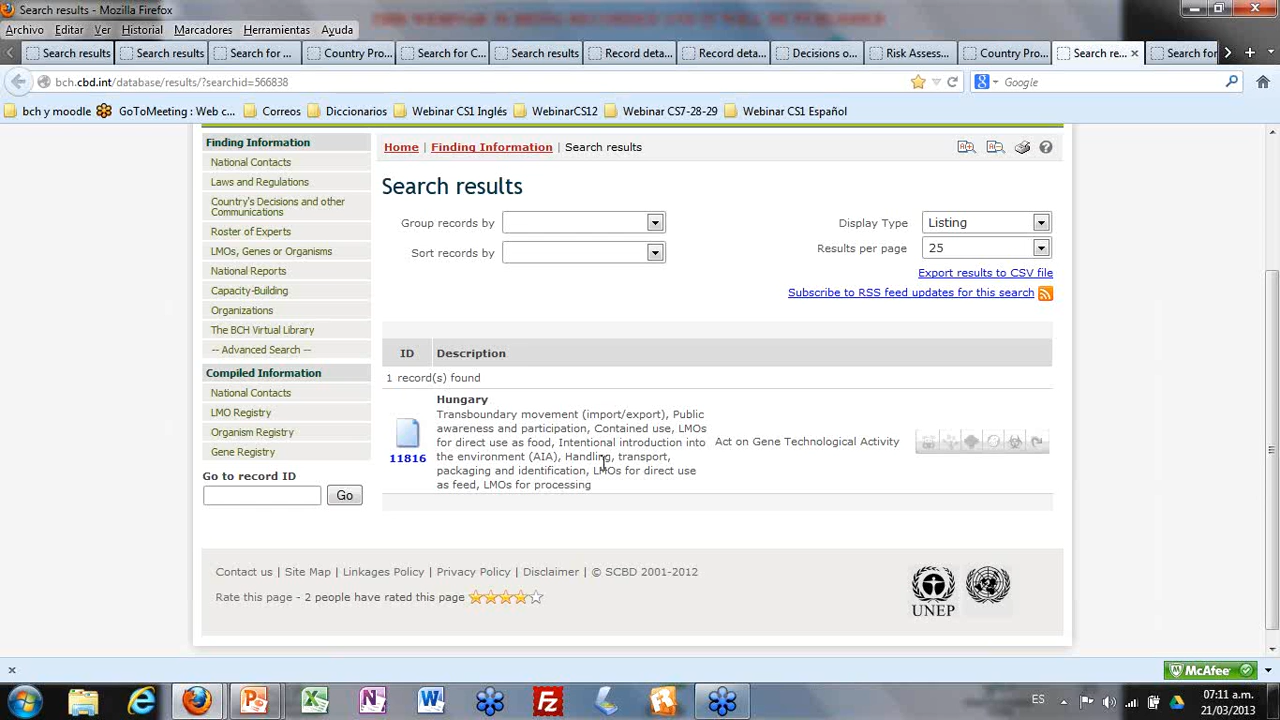 Search results - Mozilla Firefox
Archivo Editar Ver Historial Marcadores Herramientas Ayuda
Search results Search results Search for ... Country Pro... Search for C... Search results Record deta... Record deta... Decisions o... Risk Assess... Country Pro... Search re... Search for
bch.cbd.int/database/results/?searchid=566838
Google
bch y moodle GoToMeeting : Web c... Correos Diccionarios Webinar CS1 Inglés WebinarCS12 Webinar CS7-28-29 Webinar CS1 Español
Finding Information
National Contacts
Laws and Regulations
Country's Decisions and other
Communications
Roster of Experts
LMOs, Genes or Organisms
National Reports
Capacity-Building
Organizations
The BCH Virtual Library
-- Advanced Search --
Compiled Information
National Contacts
LMO Registry
Organism Registry
Gene Registry
Go to record ID
Go
Home | Finding Information | Search results
Search results
Group records by
Sort records by
Display Type Listing
Results per page 25
Export results to CSV file
Subscribe to RSS feed updates for this search
ID Description
1 record(s) found
11816
Hungary
Transboundary movement (import/export), Public
awareness and participation, Contained use, LMOs
for direct use as food, Intentional introduction into
the environment (AIA), Handling, transport,
packaging and identification, LMOs for direct use
as feed, LMOs for processing
Act on Gene Technological Activity
Contact us | Site Map | Linkages Policy | Privacy Policy | Disclaimer | © SCBD 2001-2012
Rate this page - 2 people have rated this page
UNEP
McAfee
ES
07:11 a.m.
21/03/2013